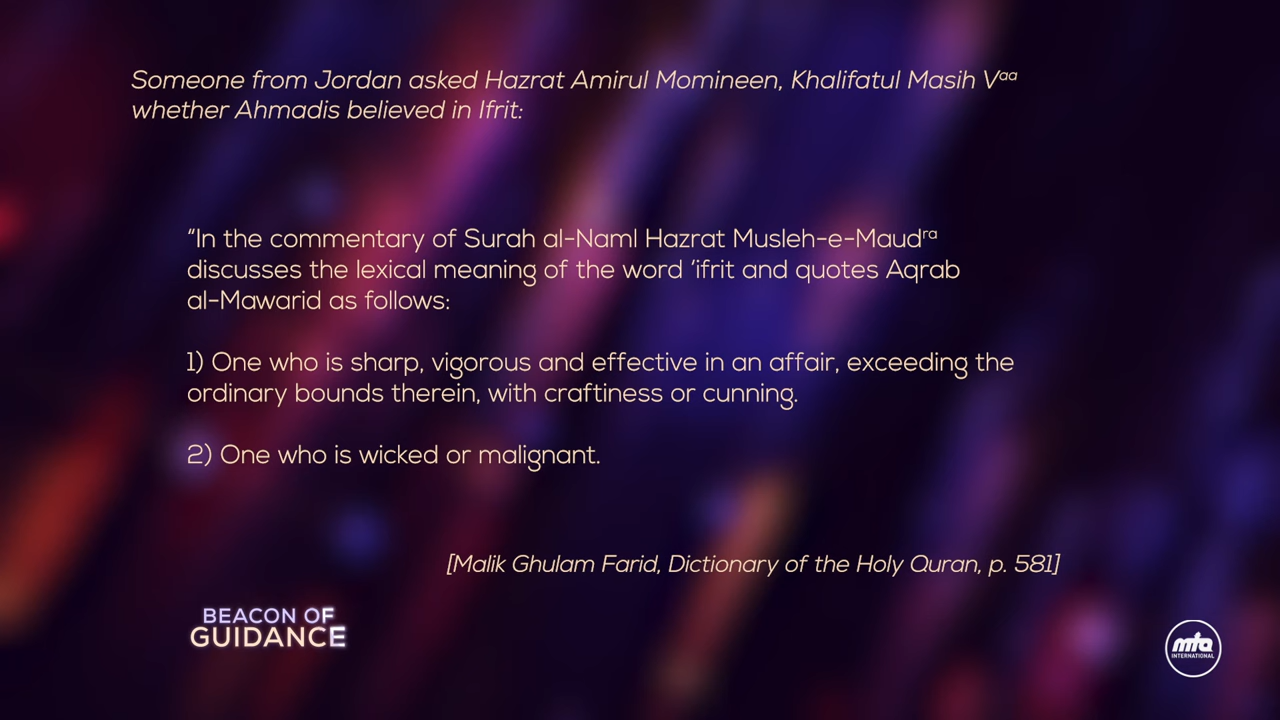 Someone from Jordan asked Hazrat Amirul Momineen, Khalifatul Masih Vaa
whether Ahmadis believed in Ifrit:
“In the commentary of Surah al-Naml Hazrat Musleh-e-Maudra
discusses the lexical meaning of the word ‘ifrit and quotes Aqrab
al-Mawarid as follows:
1) One who is sharp, vigorous and effective in an affair, exceeding the
ordinary bounds therein, with craftiness or cunning.
2) One who is wicked or malignant.
[Malik Ghulam Farid, Dictionary of the Holy Quran, p. 581]
BEACON OF
GUIDANCE
mta
INTERNATIONAL